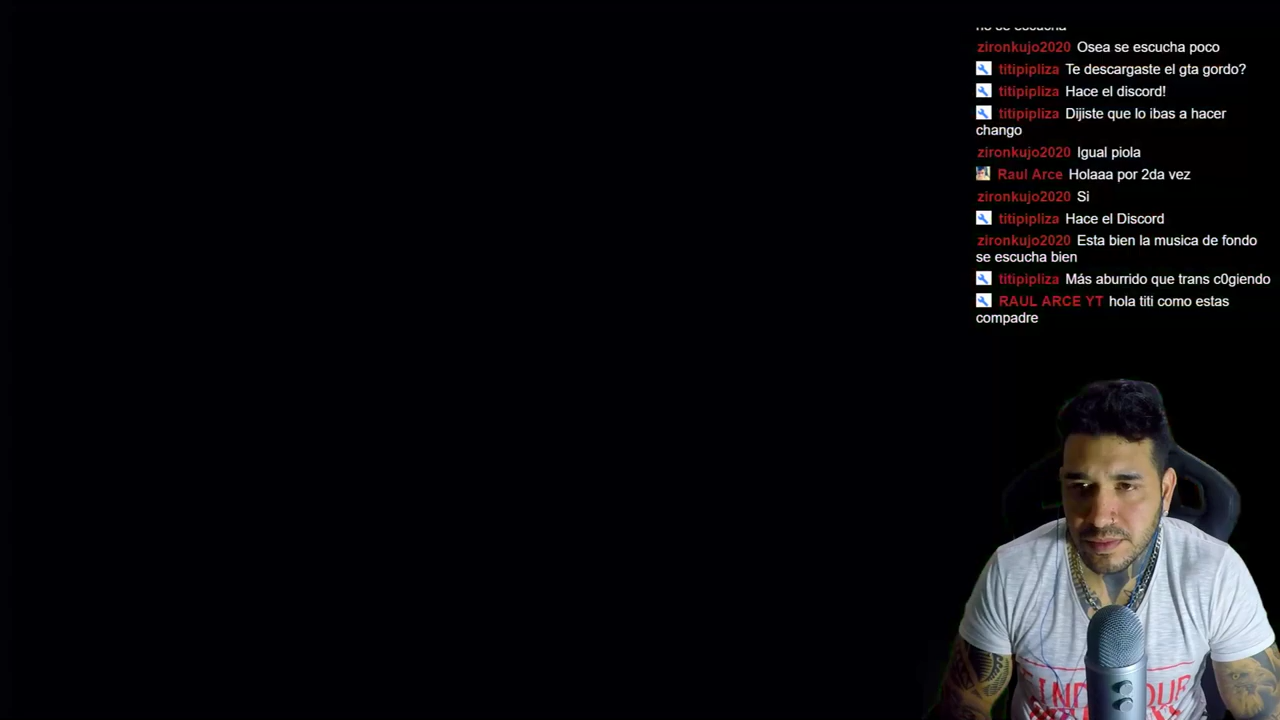 no se escucha
zironkujo2020 Osea se escucha poco
titipipliza Te descargaste el gta gordo?
titipipliza Hace el discord!
titipipliza Dijiste que lo ibas a hacer
chango
zironkujo2020 Igual piola
Raul Arce Holaaa por 2da vez
zironkujo2020 Si
titipipliza Hace el Discord
zironkujo2020 Esta bien la musica de fondo
se escucha bien
titipipliza Más aburrido que trans c0giendo
RAUL ARCE YT hola titi como estas
compadre